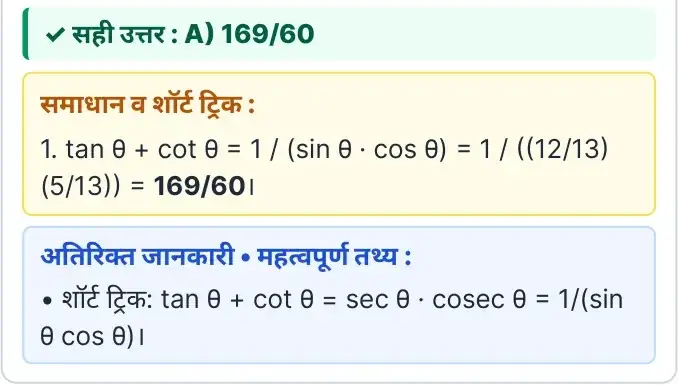 ✓ सही उत्तर : A) 169/60
समाधान व शॉर्ट ट्रिक :
1. tan θ + cot θ = 1 / (sin θ · cos θ) = 1 / ((12/13)
(5/13)) = 169/60।
अतिरिक्त जानकारी • महत्वपूर्ण तथ्य :
• शॉर्ट ट्रिक: tan θ + cot θ = sec θ · cosec θ = 1/(sin
θ cos θ)।